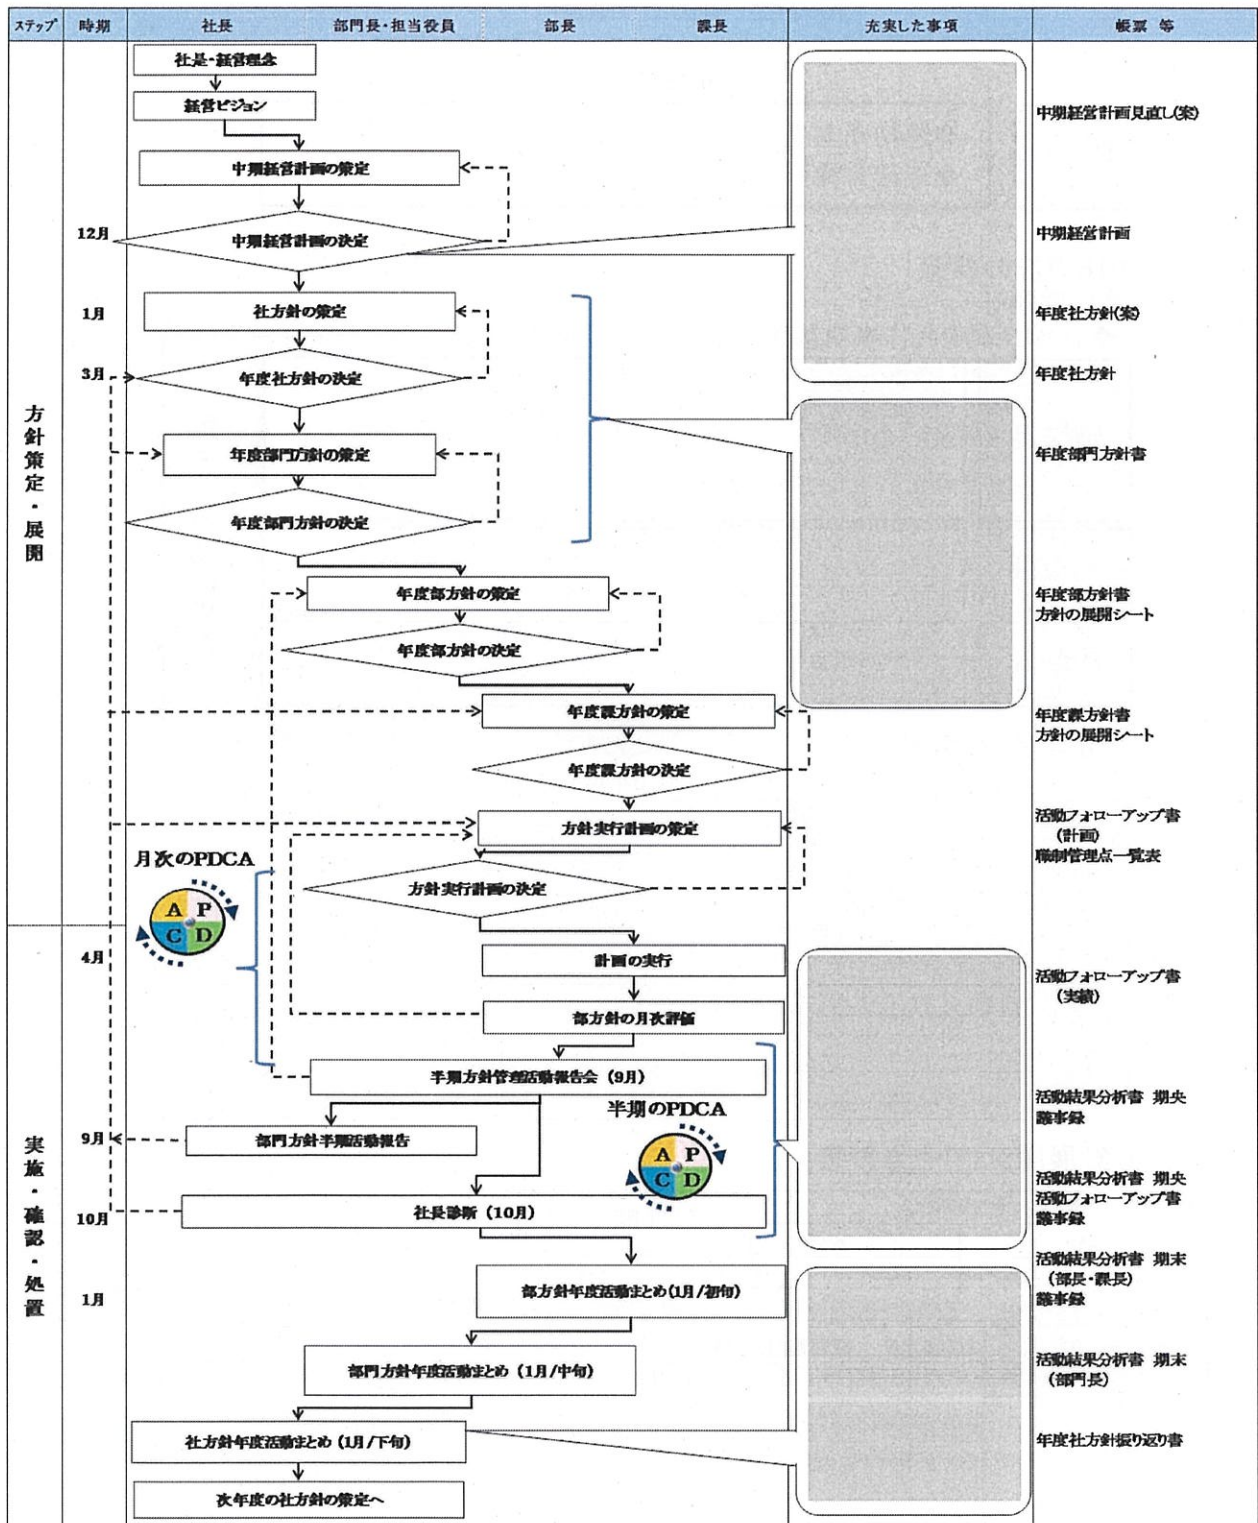 ステップ 時期 社長 部門長・担当役員 部長 課長 充実した事項 帳票 等
社是・経営理念
経営ビジョン
中期経営計画見直し(案)
中期経営計画の策定
12月
中期経営計画の決定
中期経営計画
1月
社方針の策定
年度社方針(案)
3月
年度社方針の決定
年度社方針
方針策定・展開
年度部門方針の策定
年度部門方針書
年度部門方針の決定
年度部方針の策定
年度部方針書
方針の展開シート
年度部方針の決定
年度課方針の策定
年度課方針書
方針の展開シート
年度課方針の決定
方針実行計画の策定
活動フォローアップ書
(計画)
職制管理点一覧表
月次のPDCA
A P
C D
方針実行計画の決定
4月
計画の実行
活動フォローアップ書
(実績)
部方針の月次評価
半期方針管理活動報告会 (9月)
半期のPDCA
A P
C D
活動結果分析書 期央
議事録
実施・確認・処置
9月
部門方針半期活動報告
10月
社長診断 (10月)
活動結果分析書 期央
活動フォローアップ書
議事録
1月
部方針年度活動まとめ(1月/初旬)
活動結果分析書 期末
(部長・課長)
議事録
部門方針年度活動まとめ (1月/中旬)
活動結果分析書 期末
(部門長)
社方針年度活動まとめ (1月/下旬)
年度社方針振り返り書
次年度の社方針の策定へ